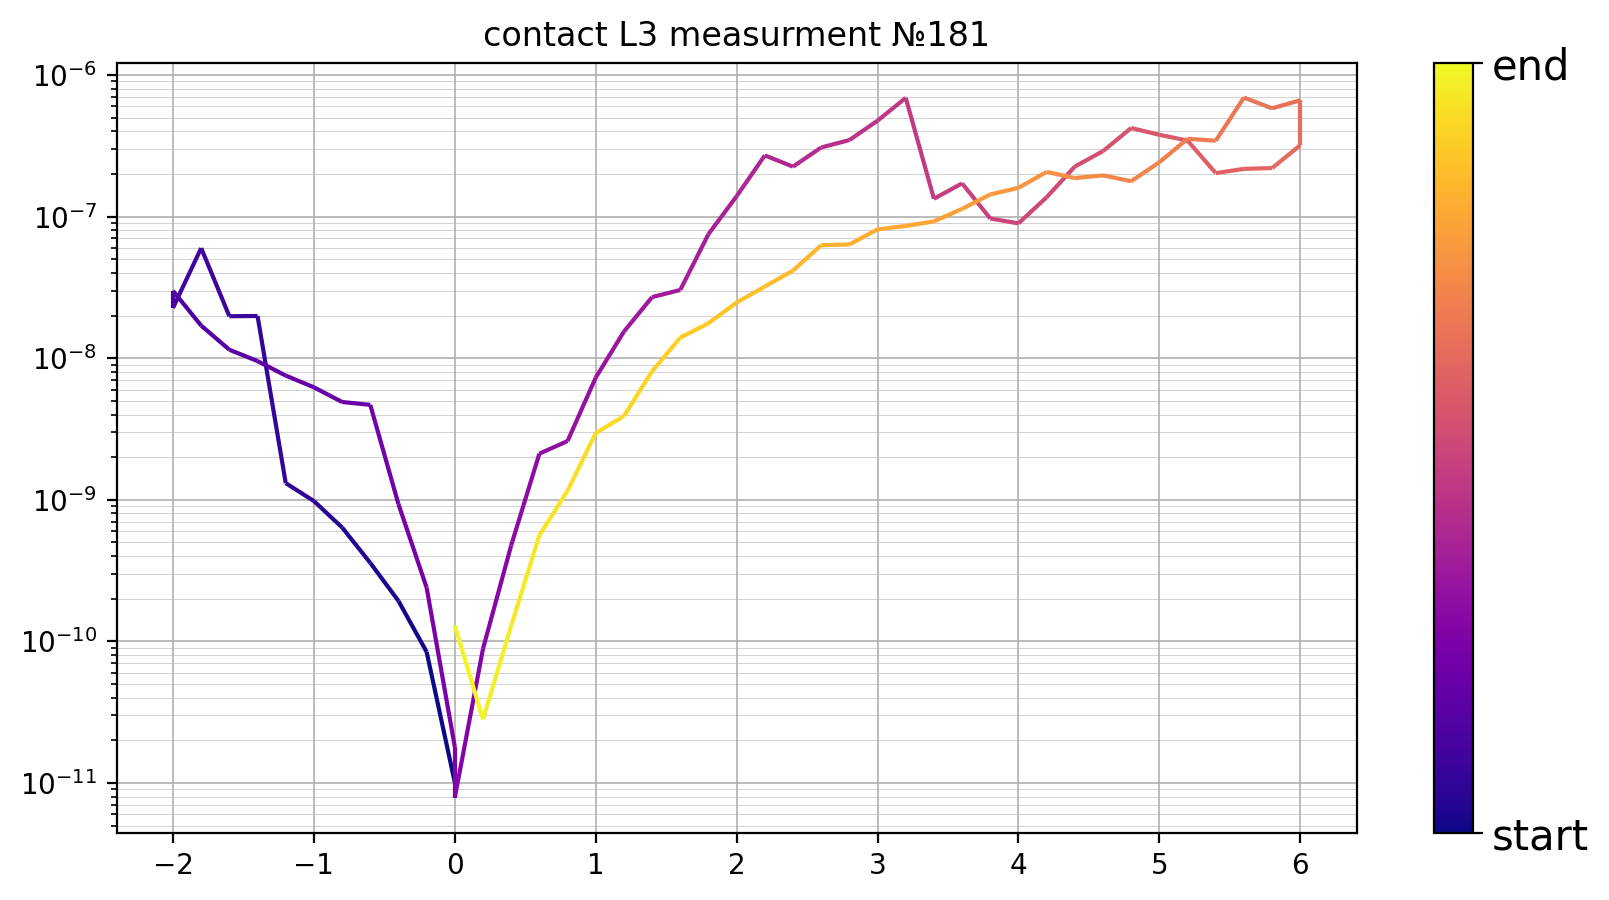 contact L3 measurment №181
10⁻⁶
10⁻⁷
10⁻⁸
10⁻⁹
10⁻¹⁰
10⁻¹¹
−2 −1 0 1 2 3 4 5 6
end
start